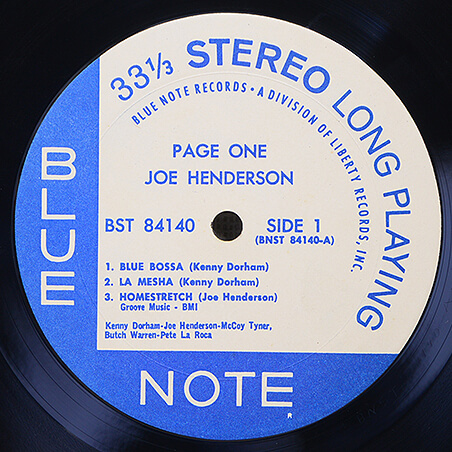 33⅓ STEREO LONG PLAYING
BLUE NOTE RECORDS • A DIVISION OF LIBERTY RECORDS, INC.
PAGE ONE
JOE HENDERSON
BST 84140 SIDE 1
(BNST 84140-A)
1. BLUE BOSSA (Kenny Dorham)
2. LA MESHA (Kenny Dorham)
3. HOMESTRETCH (Joe Henderson)
Groove Music - BMI
Kenny Dorham-Joe Henderson-McCoy Tyner,
Butch Warren-Pete La Roca
BLUE
NOTE
R